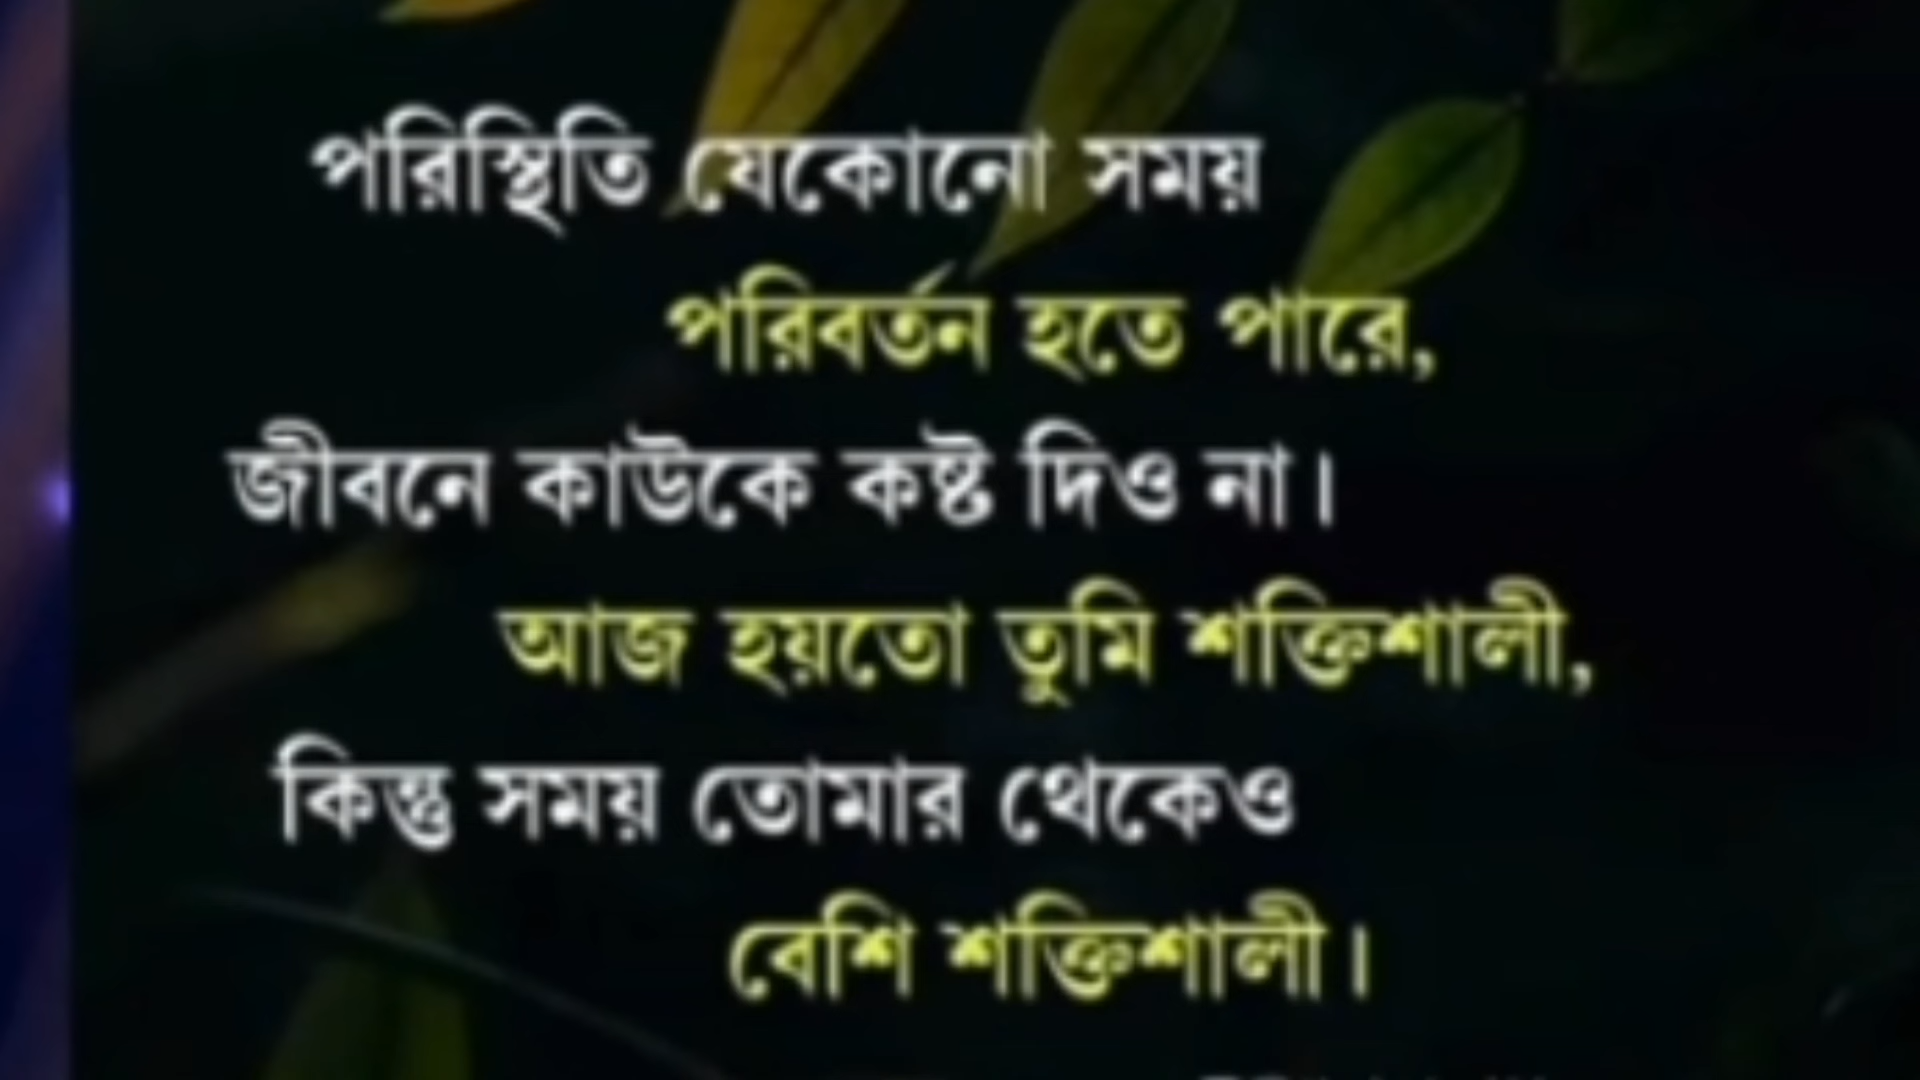 পরিস্থিতি যেকোনো সময়
পরিবর্তন হতে পারে,
জীবনে কাউকে কষ্ট দিও না।
আজ হয়তো তুমি শক্তিশালী,
কিন্তু সময় তোমার থেকেও
বেশি শক্তিশালী।